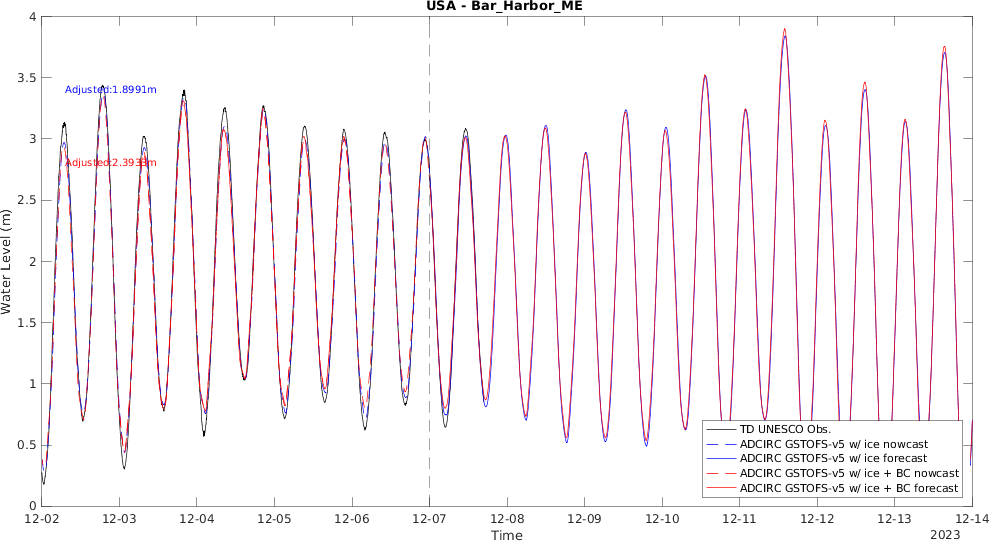 USA - Bar_Harbor_ME
4
3.5
3
2.5
2
1.5
1
0.5
0
Water Level (m)
Adjusted:1.8991m
Adjusted:2.3933m
TD UNESCO Obs.
ADCIRC GSTOFS-v5 w/ ice nowcast
ADCIRC GSTOFS-v5 w/ ice forecast
ADCIRC GSTOFS-v5 w/ ice + BC nowcast
ADCIRC GSTOFS-v5 w/ ice + BC forecast
12-02 12-03 12-04 12-05 12-06 12-07 12-08 12-09 12-10 12-11 12-12 12-13 12-14
Time
2023